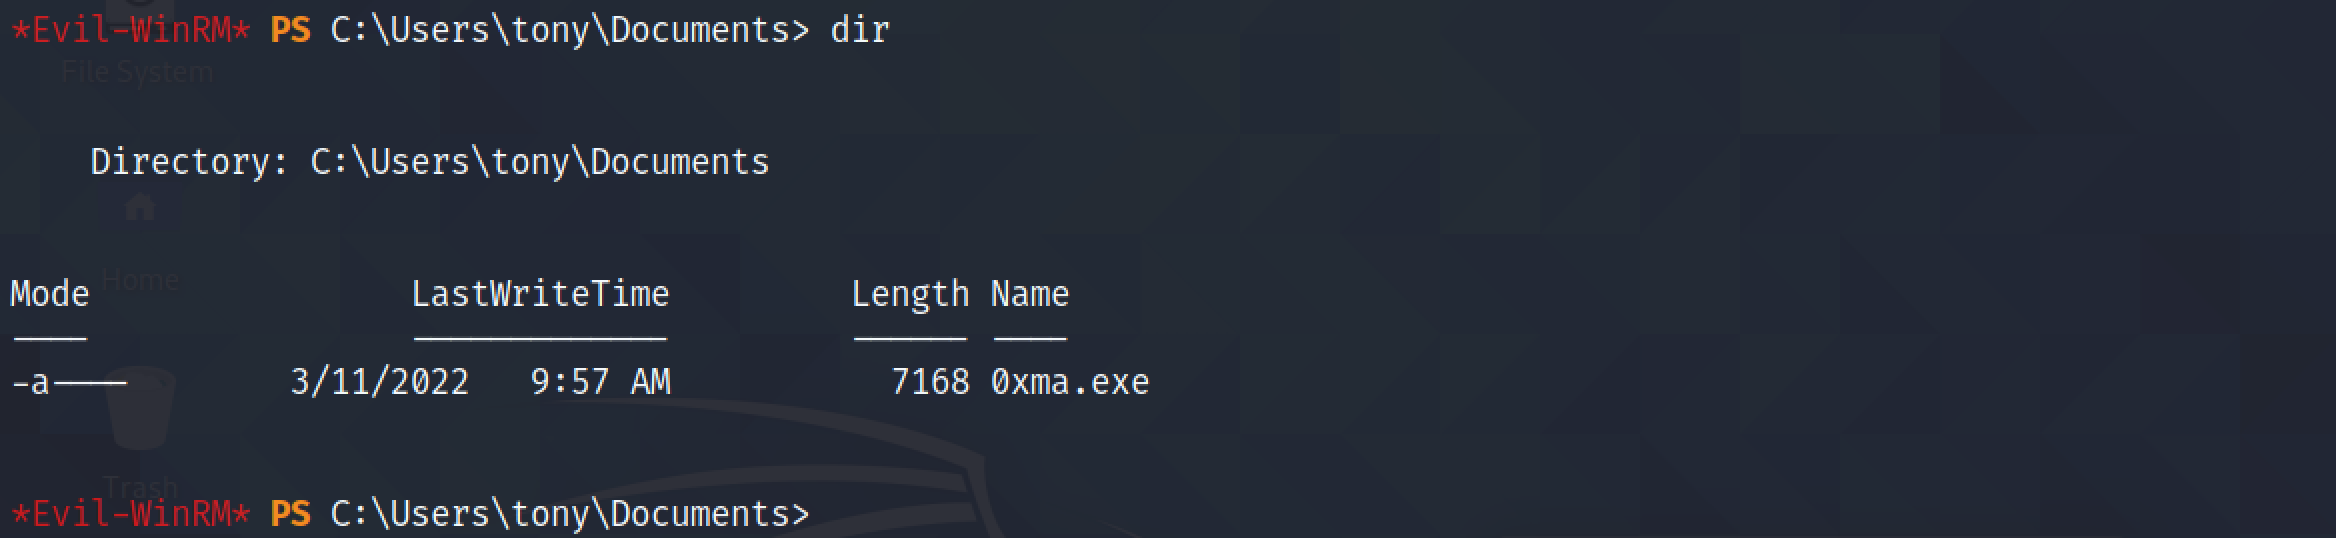 *Evil-WinRM* PS C:\Users\tony\Documents> dir
File System
Directory: C:\Users\tony\Documents
Home
Mode LastWriteTime Length Name
---- ------------- ------ ----
-a---- 3/11/2022 9:57 AM 7168 0xma.exe
Trash
*Evil-WinRM* PS C:\Users\tony\Documents>